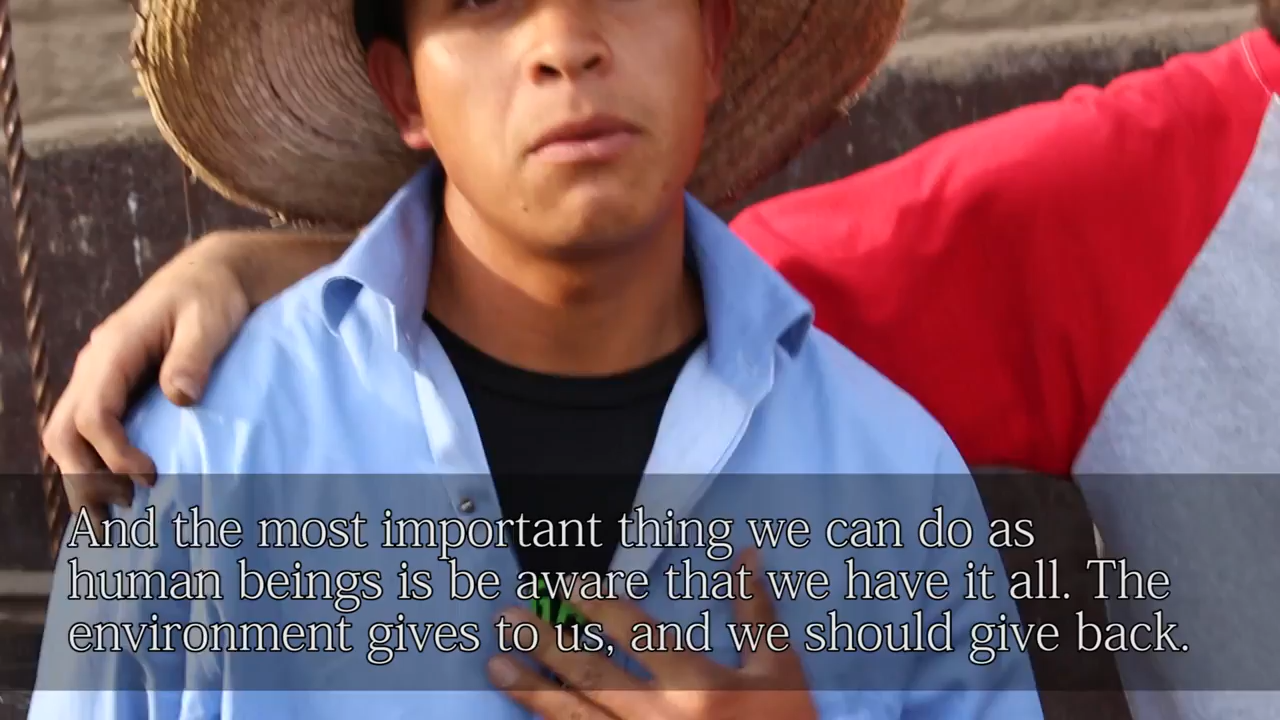 And the most important thing we can do as
human beings is be aware that we have it all. The
environment gives to us, and we should give back.